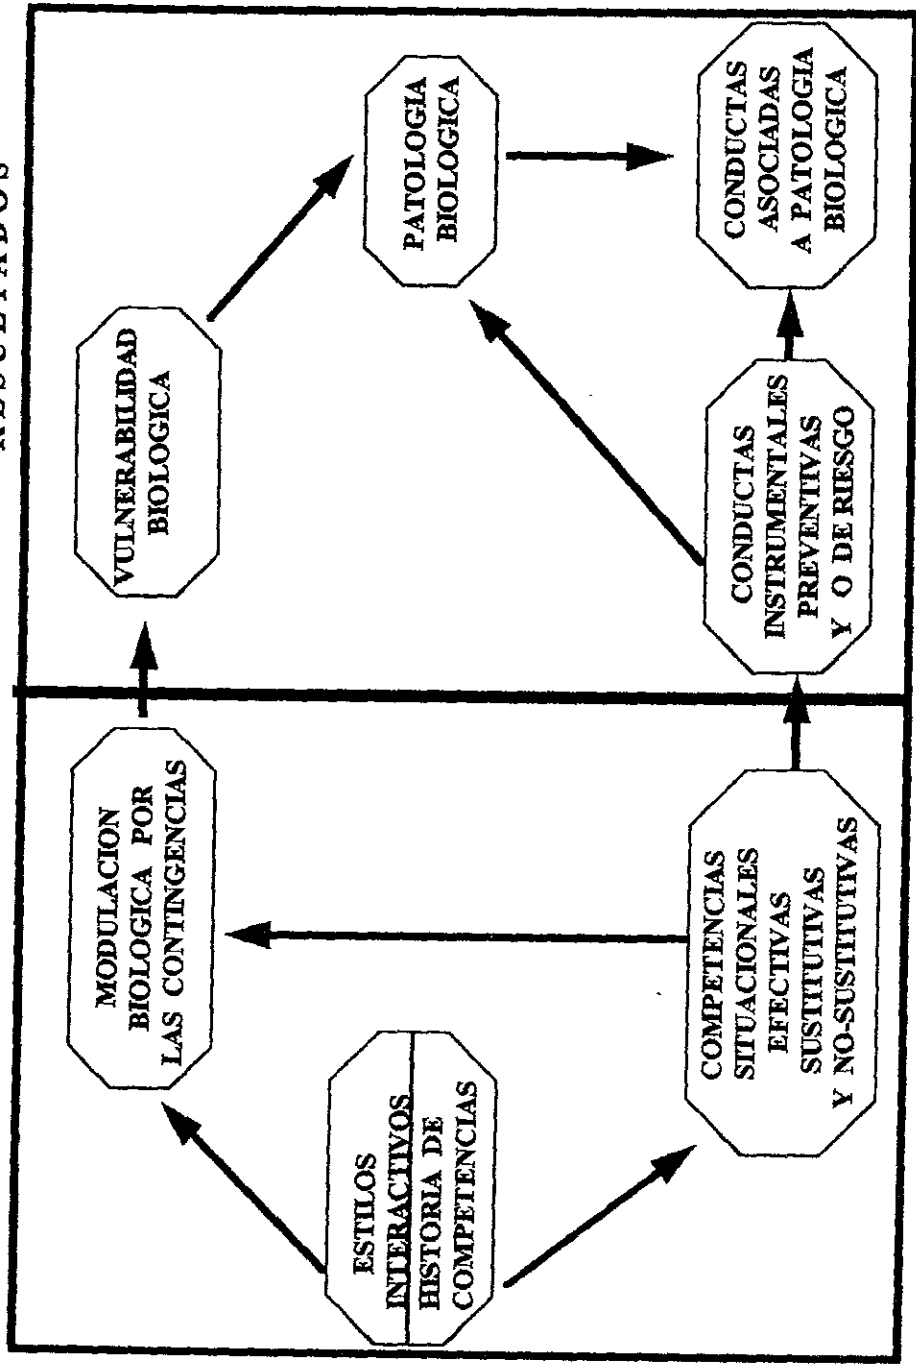 RESULTADOS
MODULACION
BIOLOGICA POR
LAS CONTINGENCIAS
VULNERABILIDAD
BIOLOGICA
ESTILOS
INTERACTIVOS
HISTORIA DE
COMPETENCIAS
PATOLOGIA
BIOLOGICA
COMPETENCIAS
SITUACIONALES
EFECTIVAS
SUSTITUTIVAS
Y NO-SUSTITUTIVAS
CONDUCTAS
INSTRUMENTALES
PREVENTIVAS
Y O DE RIESGO
CONDUCTAS
ASOCIADAS
A PATOLOGIA
BIOLOGICA